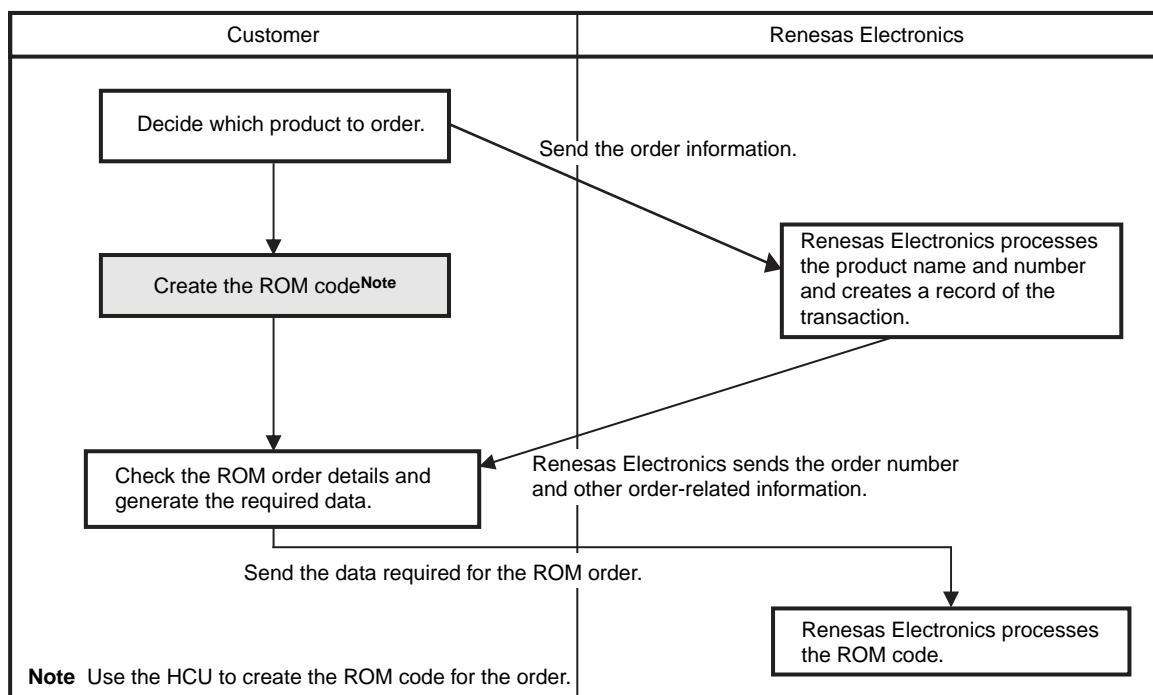 Customer
Renesas Electronics
Decide which product to order.
Send the order information.
Renesas Electronics processes
the product name and number
and creates a record of the
transaction.
Create the ROM codeNote
Check the ROM order details and
generate the required data.
Renesas Electronics sends the order number
and other order-related information.
Send the data required for the ROM order.
Renesas Electronics processes
the ROM code.
Note Use the HCU to create the ROM code for the order.